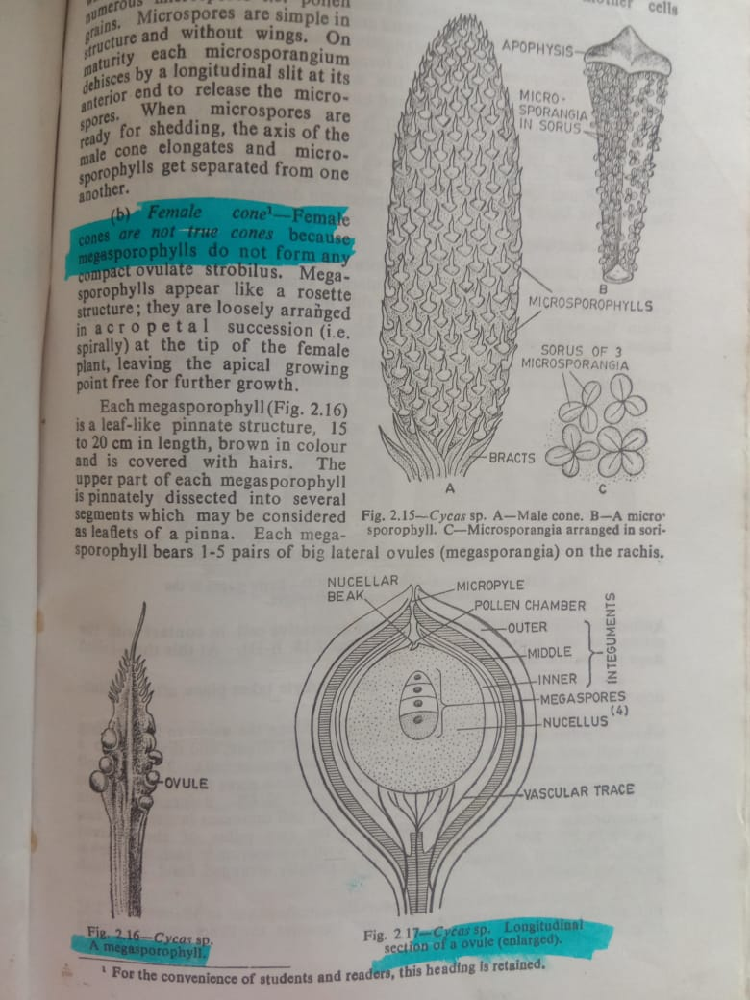 grains. Microspores are simple in
structure and without wings. On
maturity each microsporangium
dehisces by a longitudinal slit at its
anterior end to release the micro-
spores. When microspores are
ready for shedding, the axis of the
male cone elongates and micro-
sporophylls get separated from one
another.
(b) Female cone¹—Female
cones are not true cones because
megasporophylls do not form any
compact ovulate strobilus. Mega-
sporophylls appear like a rosette
structure; they are loosely arranged
in acropetal succession (i.e.
spirally) at the tip of the female
plant, leaving the apical growing
point free for further growth.
Each megasporophyll (Fig. 2.16)
is a leaf-like pinnate structure, 15
to 20 cm in length, brown in colour
and is covered with hairs. The
upper part of each megasporophyll
is pinnately dissected into several
segments which may be considered
as leaflets of a pinna. Each mega-
sporophyll bears 1-5 pairs of big lateral ovules (megasporangia) on the rachis.
cells
APOPHYSIS
MICRO-
SPORANGIA
IN SORUS
B
MICROSPOROPHYLLS
SORUS OF 3
MICROSPORANGIA
BRACTS
A
C
Fig. 2.15—Cycas sp. A—Male cone. B—A micro-
sporophyll. C—Microsporangia arranged in sori-
OVULE
Fig. 2.16—Cycas sp.
A megasporophyll.
NUCELLAR
BEAK
MICROPYLE
POLLEN CHAMBER
OUTER
MIDDLE
INNER
INTEGUMENTS
MEGASPORES
(4)
NUCELLUS
VASCULAR TRACE
Fig. 2.17—Cycas sp. Longitudinal
section of a ovule (enlarged).
¹ For the convenience of students and readers, this heading is retained.